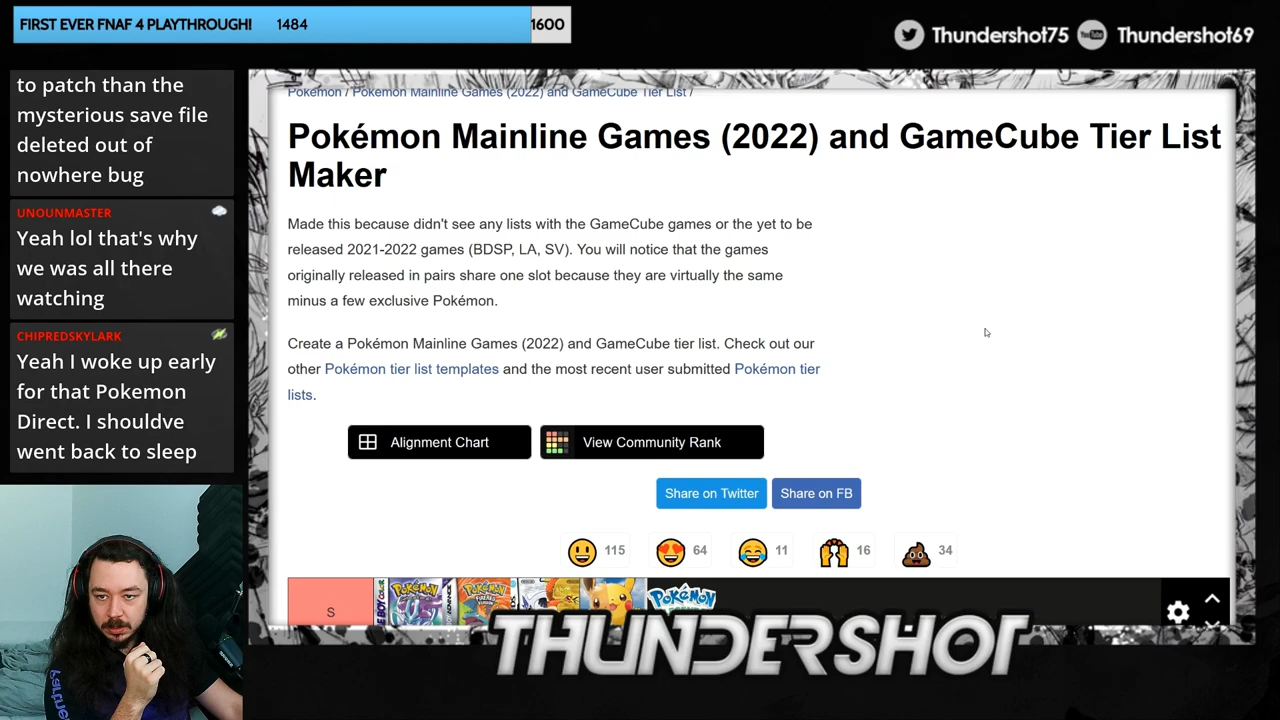 FIRST EVER FNAF 4 PLAYTHROUGH! 1484 1600
Thundershot75 Thundershot69
to patch than the
mysterious save file
deleted out of
nowhere bug
UNOUNMASTER
Yeah lol that's why
we was all there
watching
CHIPREDSKYLARK
Yeah I woke up early
for that Pokemon
Direct. I shouldve
went back to sleep
Pokemon / Pokemon Mainline Games (2022) and GameCube Tier List /
Pokémon Mainline Games (2022) and GameCube Tier List
Maker
Made this because didn't see any lists with the GameCube games or the yet to be
released 2021-2022 games (BDSP, LA, SV). You will notice that the games
originally released in pairs share one slot because they are virtually the same
minus a few exclusive Pokémon.
Create a Pokémon Mainline Games (2022) and GameCube tier list. Check out our
other Pokémon tier list templates and the most recent user submitted Pokémon tier
lists.
Alignment Chart View Community Rank
Share on Twitter Share on FB
115 64 11 16 34
S
POKéMON
POKéMON
POKéMON
THUNDERSHOT